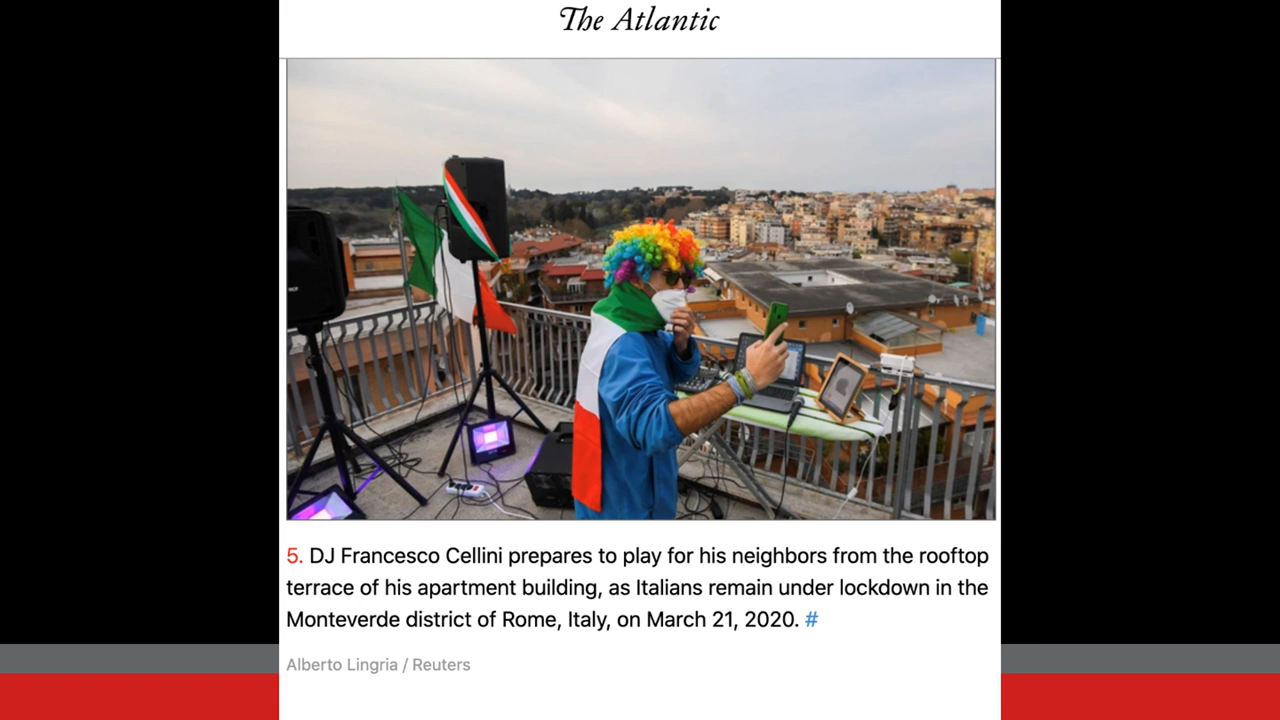 The Atlantic
5. DJ Francesco Cellini prepares to play for his neighbors from the rooftop
terrace of his apartment building, as Italians remain under lockdown in the
Monteverde district of Rome, Italy, on March 21, 2020. #
Alberto Lingria / Reuters